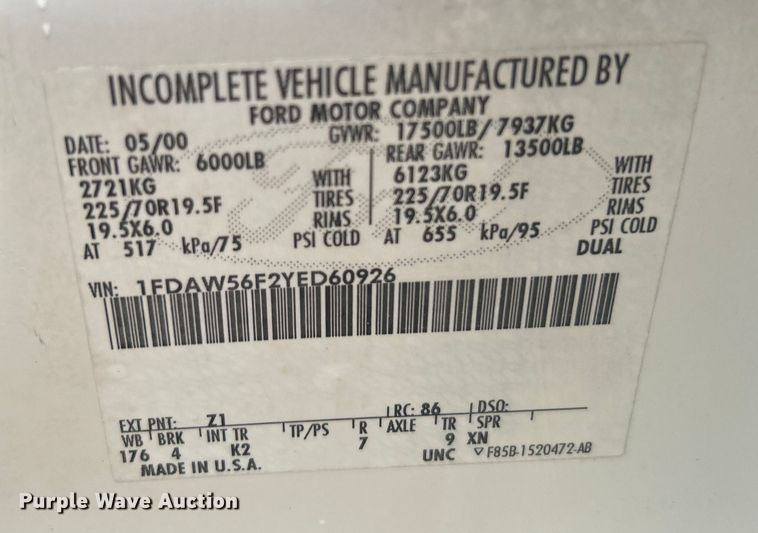 INCOMPLETE VEHICLE MANUFACTURED BY
FORD MOTOR COMPANY
DATE: 05/00 GVWR: 17500LB/ 7937KG
FRONT GAWR: 6000LB REAR GAWR: 13500LB
2721KG WITH 6123KG WITH
225/70R19.5F TIRES 225/70R19.5F TIRES
19.5X6.0 RIMS 19.5X6.0 RIMS
AT 517 kPa/75 PSI COLD AT 655 kPa/95 PSI COLD
DUAL
VIN: 1FDAW56F2YED60926
EXT PNT: Z1 RC: 86 DSO:
WB BRK INT TR TP/PS R AXLE TR SPR
176 4 K2 7 9 XN
MADE IN U.S.A. UNC ▽ F85B-1520472-AB
Purple Wave Auction